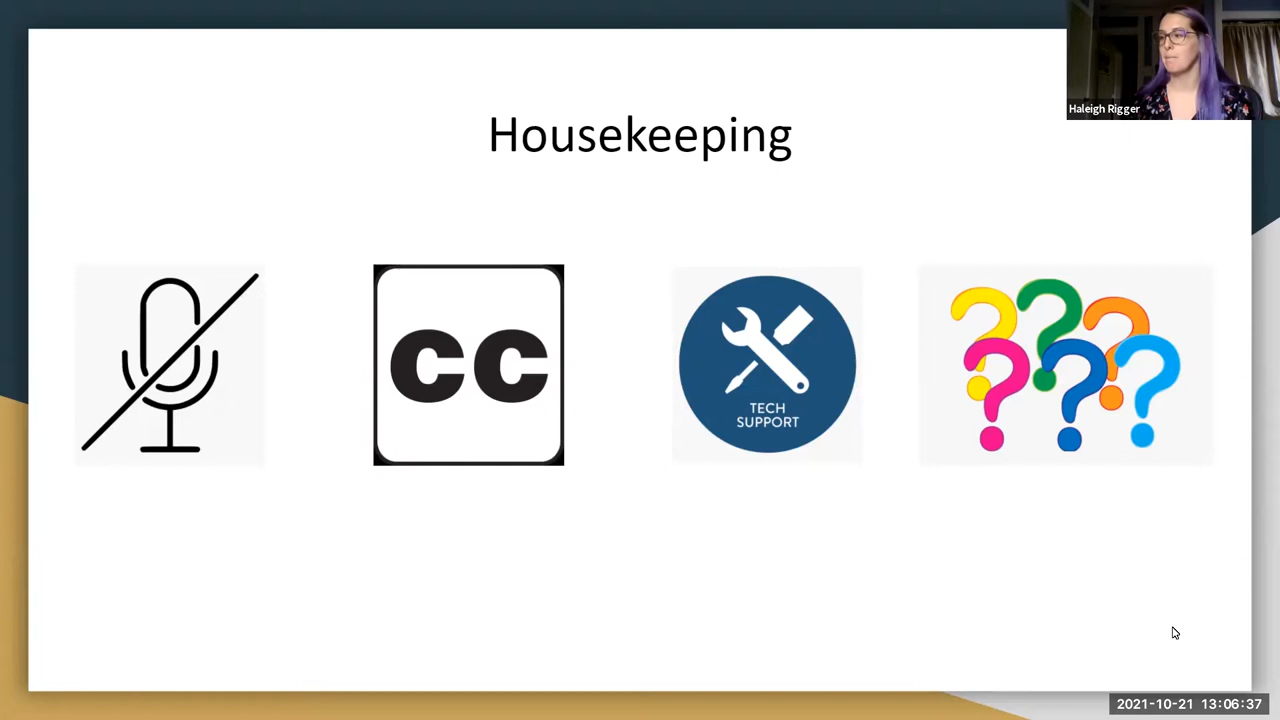 Haleigh Rigger
Housekeeping
CC
TECH
SUPPORT
? ? ? ? ? ?
2021-10-21 13:06:37